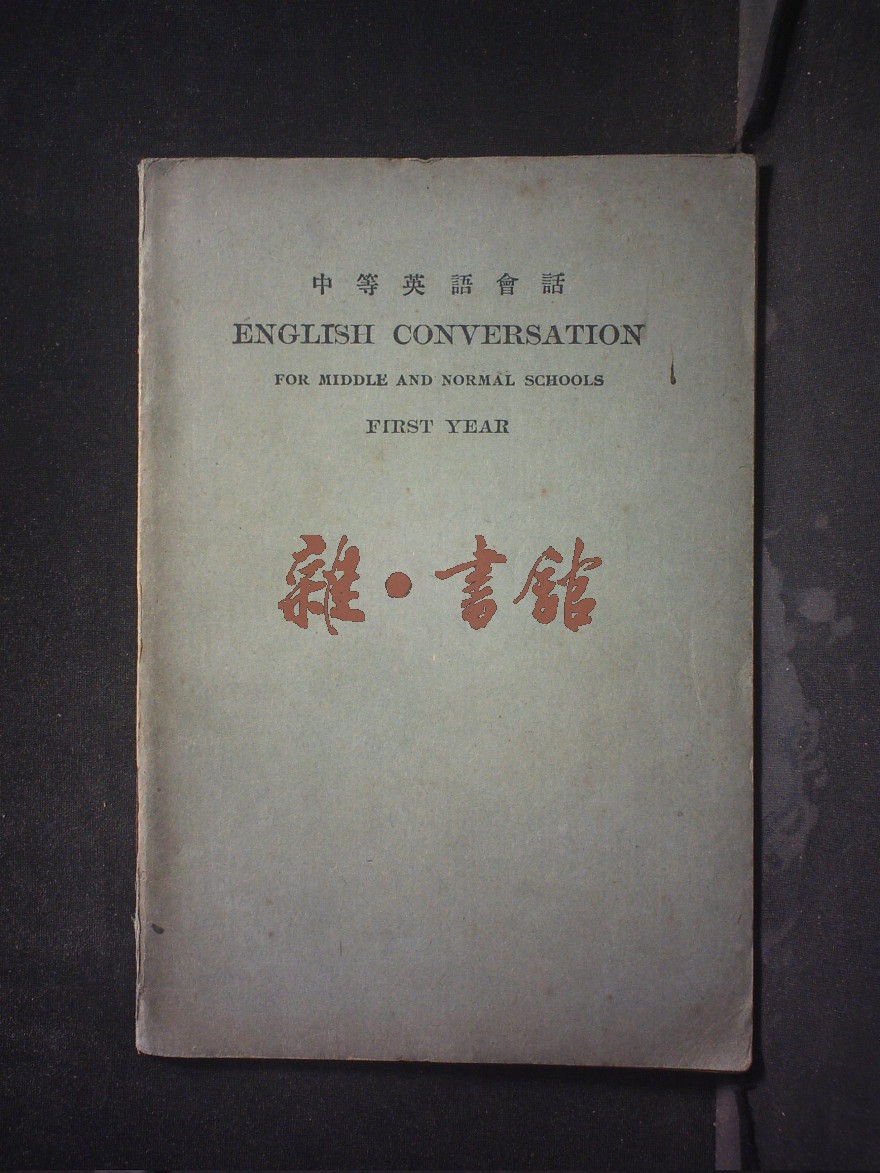 中等英語會話
ENGLISH CONVERSATION
FOR MIDDLE AND NORMAL SCHOOLS
FIRST YEAR
雜·書館